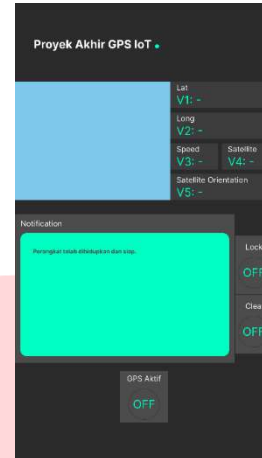 Proyek Akhir GPS IoT
Lat
V1: -
Long
V2: -
Speed
V3: -
Satellite
V4: -
Satellite Orientation
V5: -
Notification
Perangkat telah dihidupkan dan siap.
Lock
OFF
Clea
OFF
GPS Aktif
OFF